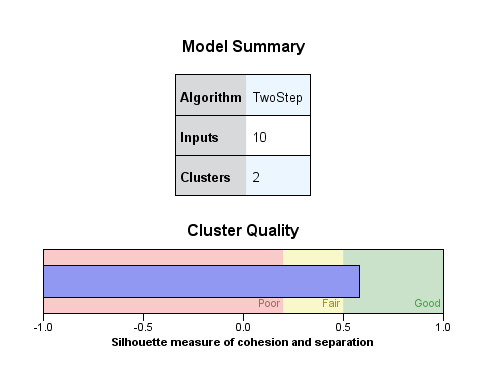 Model Summary
Algorithm TwoStep
Inputs 10
Clusters 2
Cluster Quality
Poor Fair Good
-1.0 -0.5 0.0 0.5 1.0
Silhouette measure of cohesion and separation